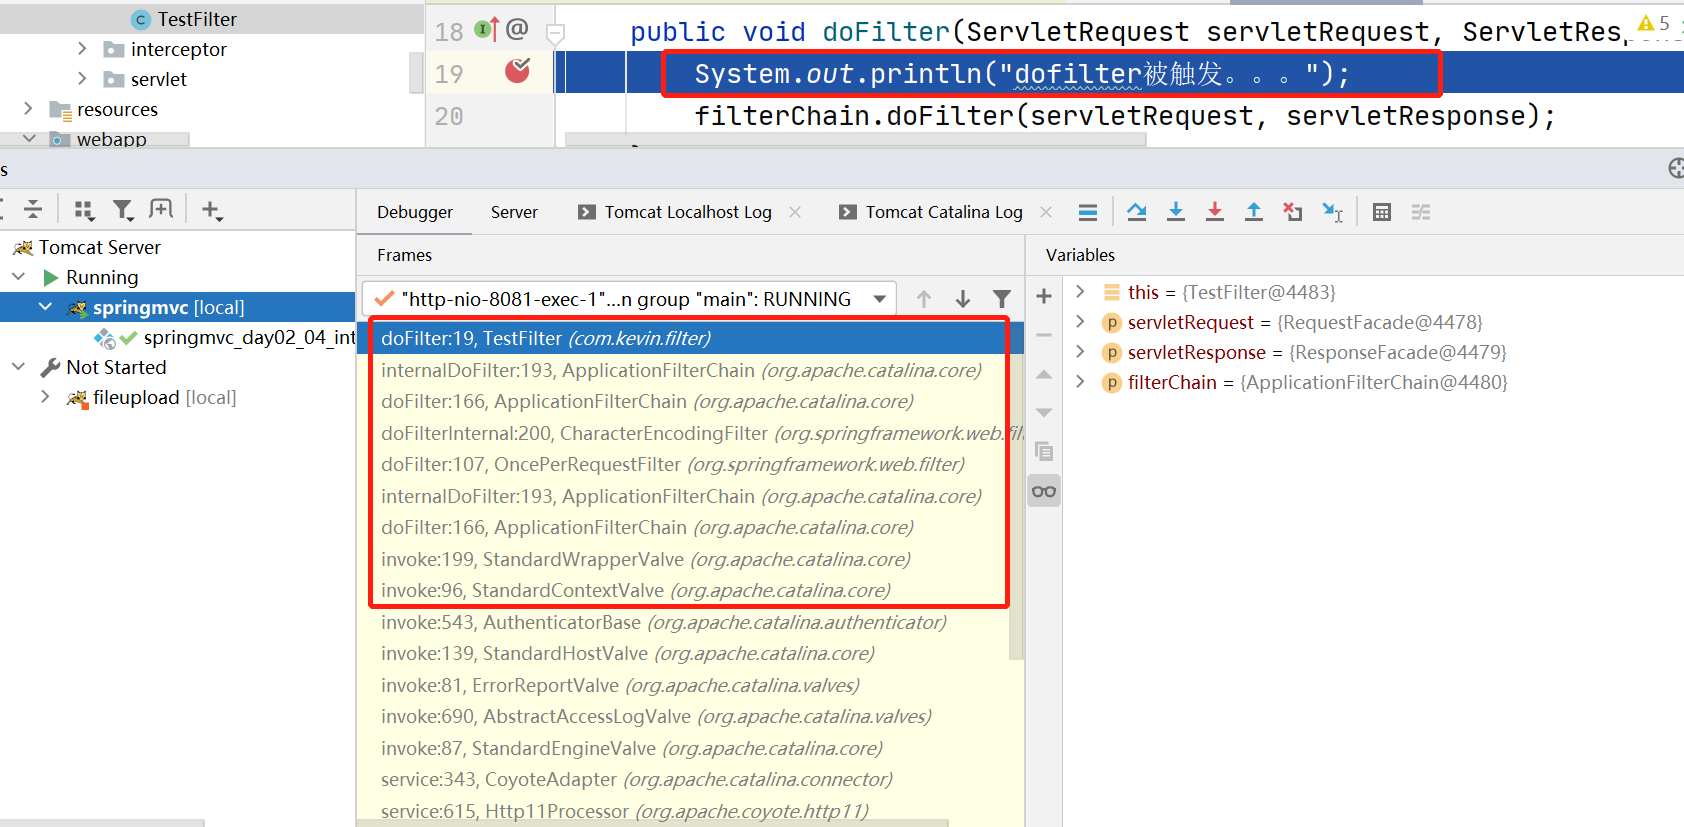 TestFilter
interceptor
servlet
resources
webapp
18 public void doFilter(ServletRequest servletRequest, ServletResponse
5
19 System.out.println("dofilter被触发。。。");
20 filterChain.doFilter(servletRequest, servletResponse);
s
Tomcat Server
Running
springmvc [local]
springmvc_day02_04_int
Not Started
fileupload [local]
Debugger Server Tomcat Localhost Log Tomcat Catalina Log
Frames
"http-nio-8081-exec-1"...n group "main": RUNNING
doFilter:19, TestFilter (com.kevin.filter)
internalDoFilter:193, ApplicationFilterChain (org.apache.catalina.core)
doFilter:166, ApplicationFilterChain (org.apache.catalina.core)
doFilterInternal:200, CharacterEncodingFilter (org.springframework.web.fil
doFilter:107, OncePerRequestFilter (org.springframework.web.filter)
internalDoFilter:193, ApplicationFilterChain (org.apache.catalina.core)
doFilter:166, ApplicationFilterChain (org.apache.catalina.core)
invoke:199, StandardWrapperValve (org.apache.catalina.core)
invoke:96, StandardContextValve (org.apache.catalina.core)
invoke:543, AuthenticatorBase (org.apache.catalina.authenticator)
invoke:139, StandardHostValve (org.apache.catalina.core)
invoke:81, ErrorReportValve (org.apache.catalina.valves)
invoke:690, AbstractAccessLogValve (org.apache.catalina.valves)
invoke:87, StandardEngineValve (org.apache.catalina.core)
service:343, CoyoteAdapter (org.apache.catalina.connector)
service:615, Http11Processor (org.apache.coyote.http11)
Variables
this = {TestFilter@4483}
servletRequest = {RequestFacade@4478}
servletResponse = {ResponseFacade@4479}
filterChain = {ApplicationFilterChain@4480}